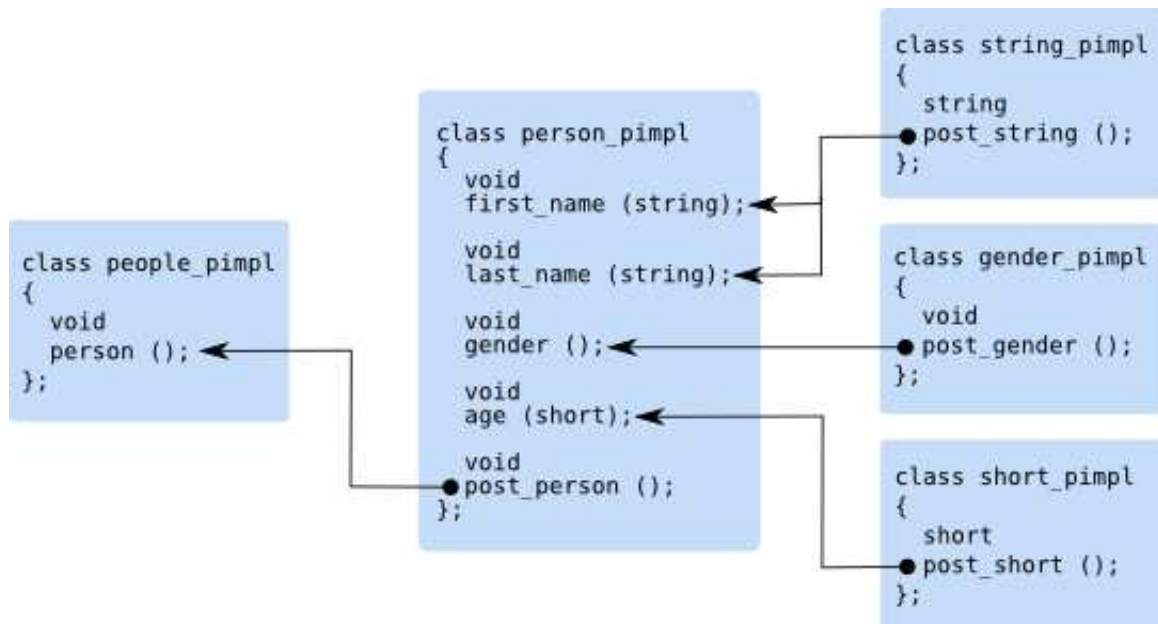 class people_pimpl
{
void
person ();
};
class person_pimpl
{
void
first_name (string);
void
last_name (string);
void
gender ();
void
age (short);
void
post_person ();
};
class string_pimpl
{
string
post_string ();
};
class gender_pimpl
{
void
post_gender ();
};
class short_pimpl
{
short
post_short ();
};